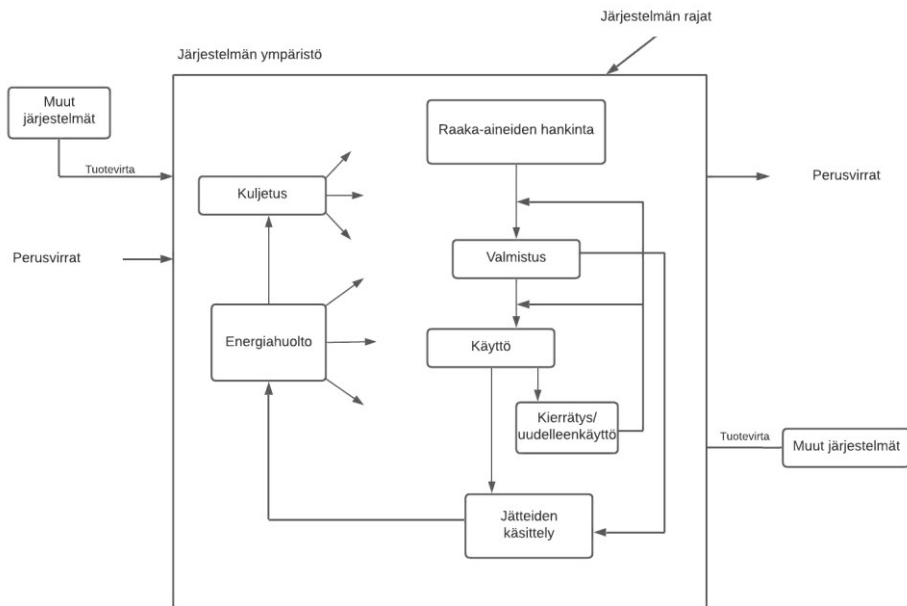 Järjestelmän rajat
Järjestelmän ympäristö
Muut
järjestelmät
Tuotevirta
Perusvirrat
Kuljetus
Energiahuolto
Raaka-aineiden hankinta
Valmistus
Käyttö
Kierrätys/
uudelleenkäyttö
Jätteiden
käsittely
Perusvirrat
Tuotevirta
Muut järjestelmät